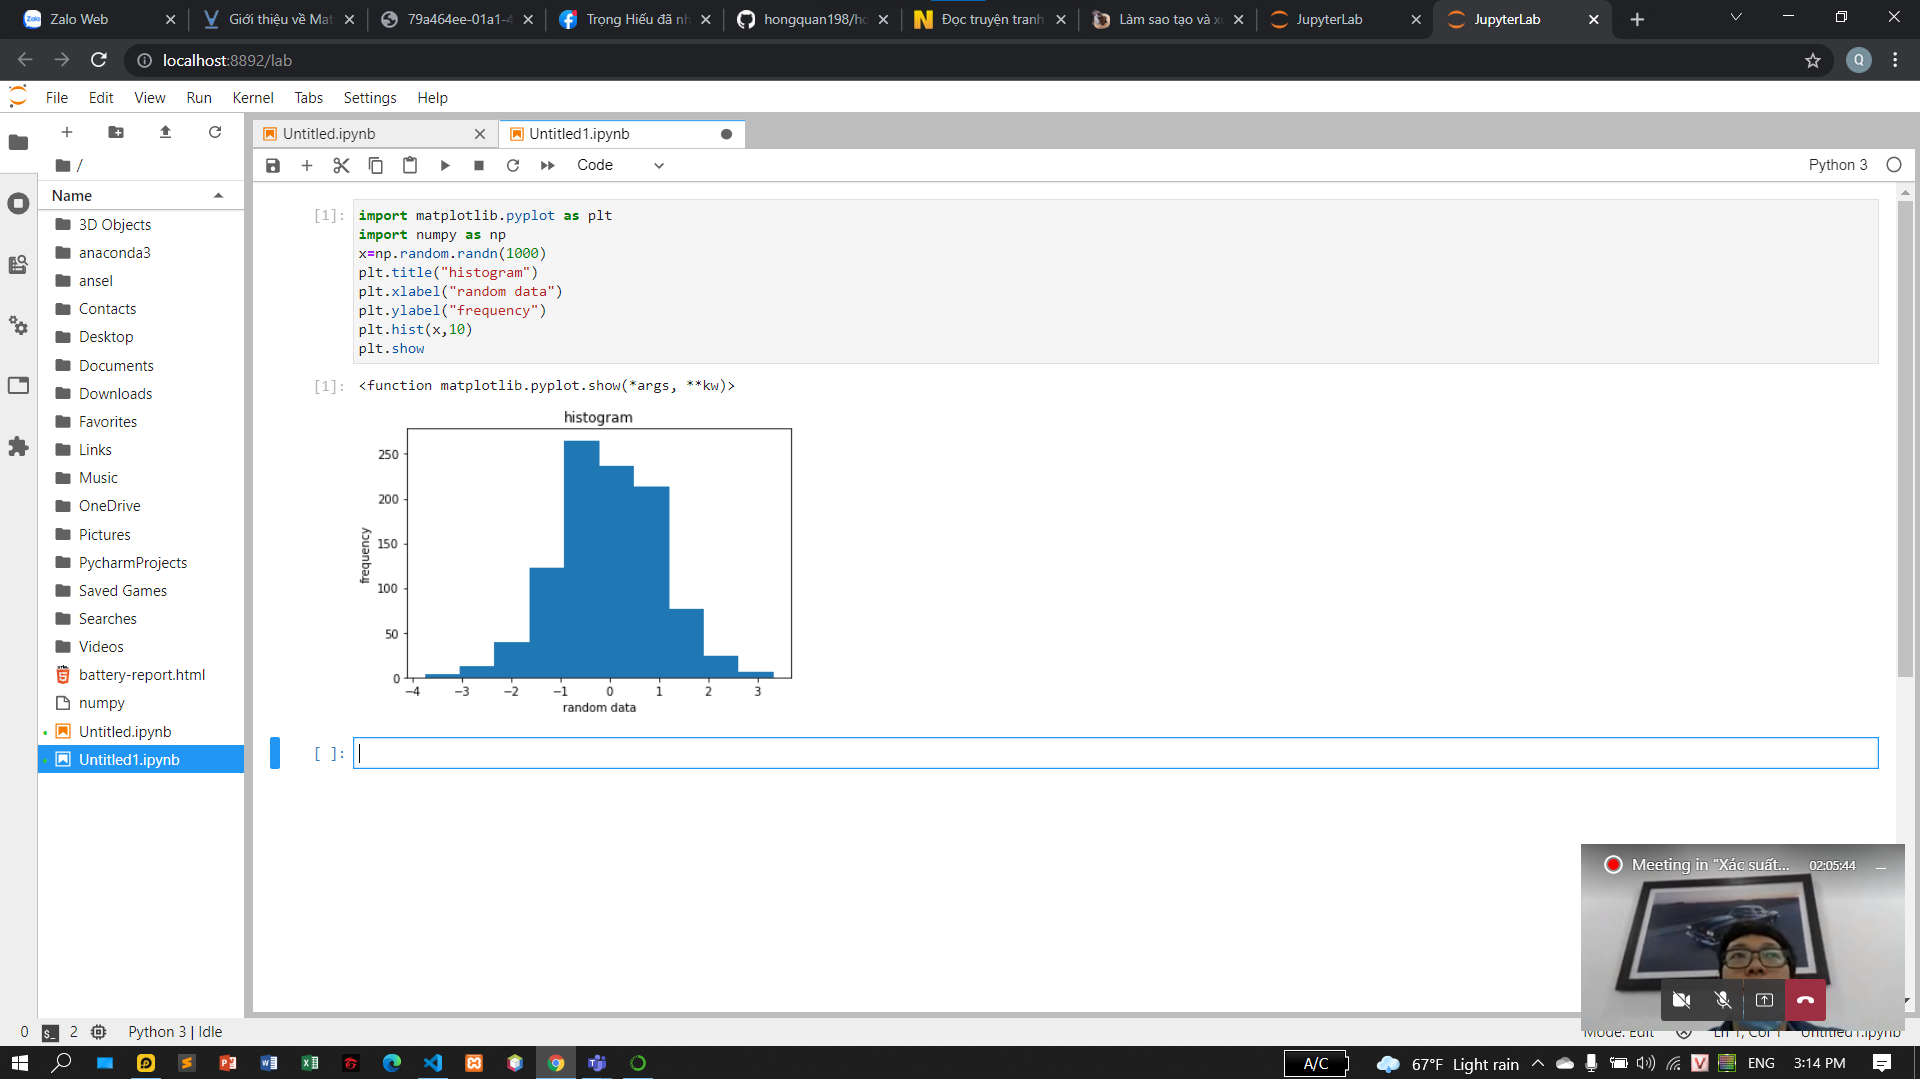 Zalo Web
Giới thiệu về Mat
79a464ee-01a1-4
Trọng Hiếu đã nh
hongquan198/ho
Đọc truyện tranh
Làm sao tạo và x
JupyterLab
JupyterLab
localhost:8892/lab
Q
File Edit View Run Kernel Tabs Settings Help
Untitled.ipynb
Untitled1.ipynb
/
Code
Python 3
Name
3D Objects
anaconda3
ansel
Contacts
Desktop
Documents
Downloads
Favorites
Links
Music
OneDrive
Pictures
PycharmProjects
Saved Games
Searches
Videos
battery-report.html
numpy
Untitled.ipynb
Untitled1.ipynb
[1]:
import matplotlib.pyplot as plt
import numpy as np
x=np.random.randn(1000)
plt.title("histogram")
plt.xlabel("random data")
plt.ylabel("frequency")
plt.hist(x,10)
plt.show
[1]: <function matplotlib.pyplot.show(*args, **kw)>
histogram
frequency
250
200
150
100
50
0
−4 −3 −2 −1 0 1 2 3
random data
[ ]:
Meeting in "Xác suất... 02:05:44
0 2 Python 3 | Idle
Mode: Edit Ln 1, Col 1 Untitled1.ipynb
A/C
67°F Light rain
ENG
3:14 PM